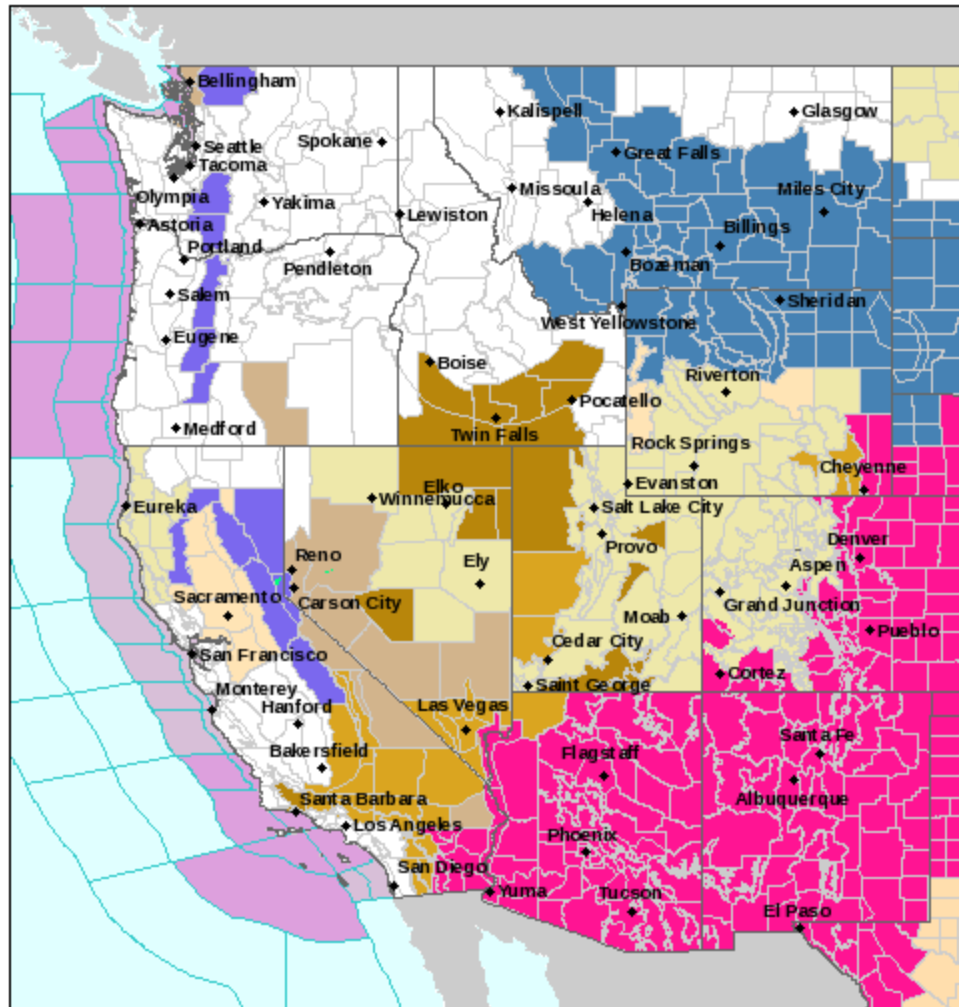 Bellingham
Kalispell
Glasgow
Seattle
Spokane
Great Falls
Tacoma
Olympia
Yakima
Missoula
Miles City
Lewiston
Helena
Astoria
Billings
Portland
Pendleton
Bozeman
Salem
Sheridan
West Yellowstone
Eugene
Boise
Riverton
Pocatello
Medford
Twin Falls
Rock Springs
Cheyenne
Elko
Evanston
Winnemucca
Eureka
Salt Lake City
Denver
Provo
Reno
Ely
Aspen
Sacramento
Carson City
Grand Junction
Moab
Pueblo
Cedar City
San Francisco
Cortez
Saint George
Monterey
Hanford
Las Vegas
Santa Fe
Bakersfield
Flagstaff
Santa Barbara
Albuquerque
Los Angeles
Phoenix
San Diego
Yuma
Tucson
El Paso